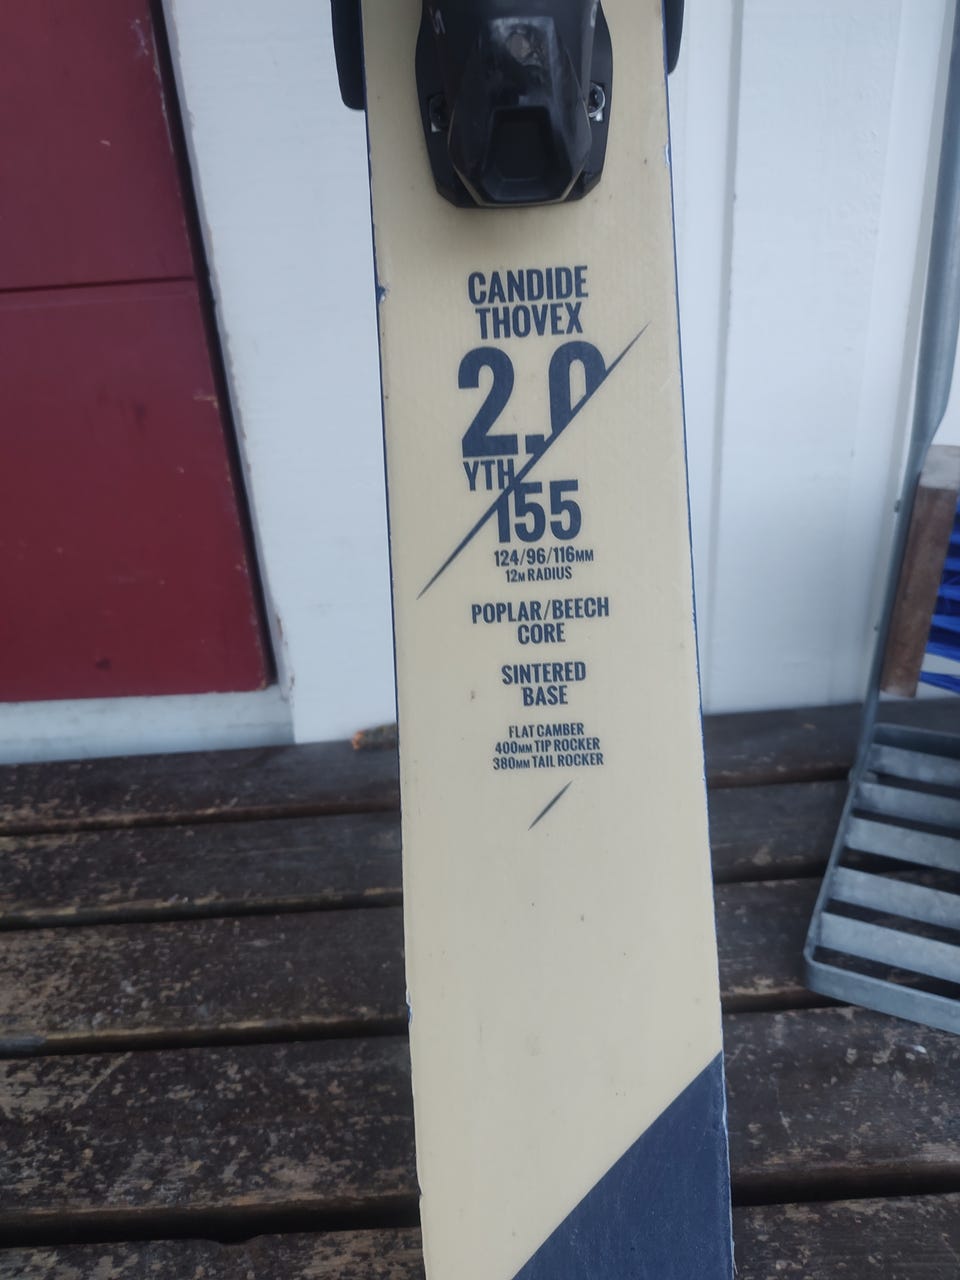 CANDIDE
THOVEX
2.0
YTH
155
124/96/116MM
12M RADIUS
POPLAR/BEECH
CORE
SINTERED
BASE
FLAT CAMBER
400MM TIP ROCKER
380MM TAIL ROCKER